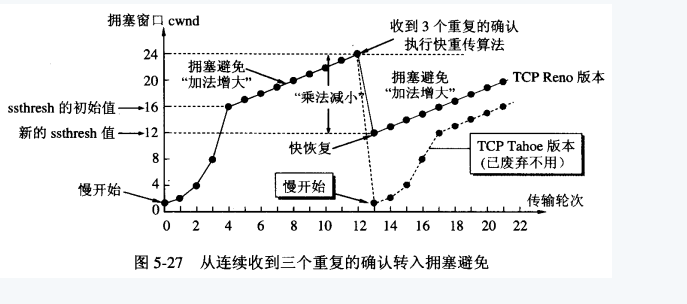 拥塞窗口 cwnd
收到 3 个重复的确认
执行快重传算法
24
20
16
12
8
4
0
拥塞避免
“加法增大”
“乘法减小”
拥塞避免
“加法增大”
TCP Reno 版本
ssthresh 的初始值
新的 ssthresh 值
快恢复
TCP Tahoe 版本
(已废弃不用)
慢开始
慢开始
传输轮次
0 2 4 6 8 10 12 14 16 18 20 22
图 5-27 从连续收到三个重复的确认转入拥塞避免